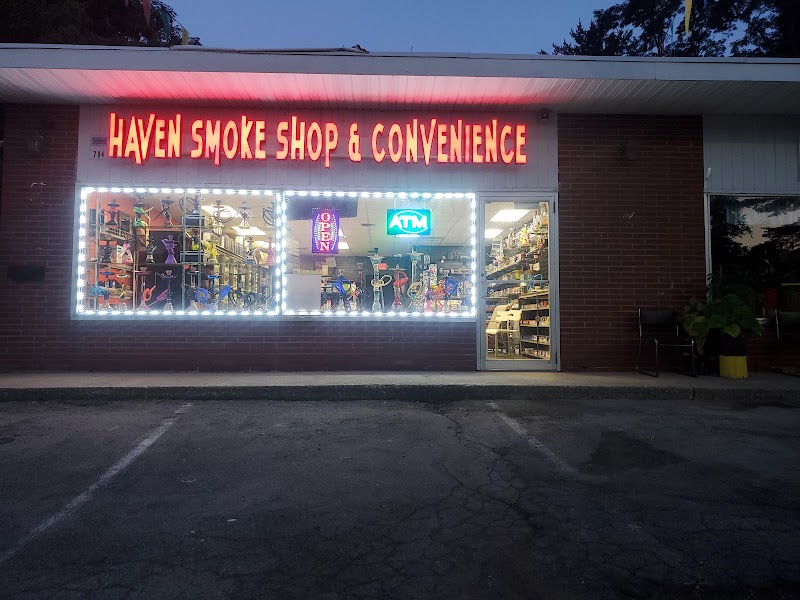 HAVEN SMOKE SHOP & CONVENIENCE
OPEN
ATM